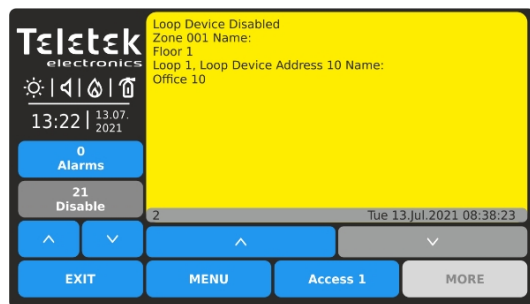 Teletek
electronics
13:22
13.07.
2021
0
Alarms
21
Disable
EXIT
Loop Device Disabled
Zone 001 Name:
Floor 1
Loop 1, Loop Device Address 10 Name:
Office 10
2 Tue 13.Jul.2021 08:38:23
MENU
Access 1
MORE